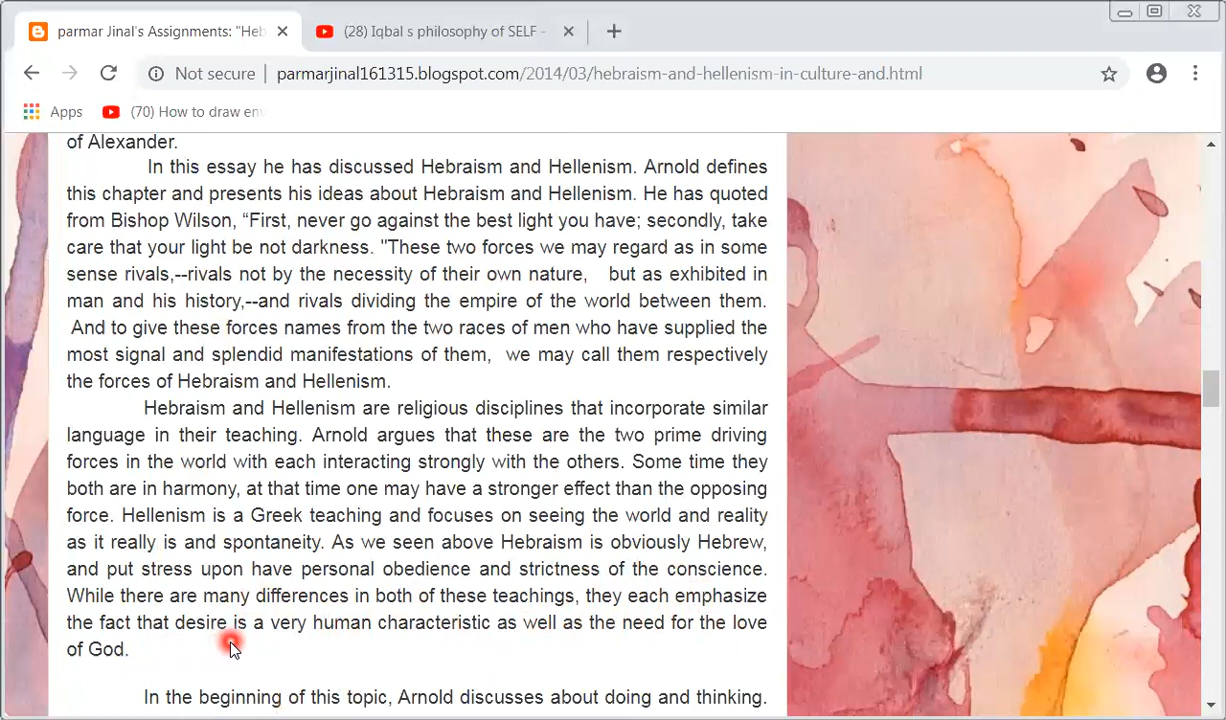 parmar Jinal's Assignments: "Heb
(28) Iqbal s philosophy of SELF -
Not secure
parmarjinal161315.blogspot.com/2014/03/hebraism-and-hellenism-in-culture-and.html
Apps
(70) How to draw env
of Alexander.
In this essay he has discussed Hebraism and Hellenism. Arnold defines
this chapter and presents his ideas about Hebraism and Hellenism. He has quoted
from Bishop Wilson, “First, never go against the best light you have; secondly, take
care that your light be not darkness. "These two forces we may regard as in some
sense rivals,--rivals not by the necessity of their own nature, but as exhibited in
man and his history,--and rivals dividing the empire of the world between them.
And to give these forces names from the two races of men who have supplied the
most signal and splendid manifestations of them, we may call them respectively
the forces of Hebraism and Hellenism.
Hebraism and Hellenism are religious disciplines that incorporate similar
language in their teaching. Arnold argues that these are the two prime driving
forces in the world with each interacting strongly with the others. Some time they
both are in harmony, at that time one may have a stronger effect than the opposing
force. Hellenism is a Greek teaching and focuses on seeing the world and reality
as it really is and spontaneity. As we seen above Hebraism is obviously Hebrew,
and put stress upon have personal obedience and strictness of the conscience.
While there are many differences in both of these teachings, they each emphasize
the fact that desire is a very human characteristic as well as the need for the love
of God.
In the beginning of this topic, Arnold discusses about doing and thinking.